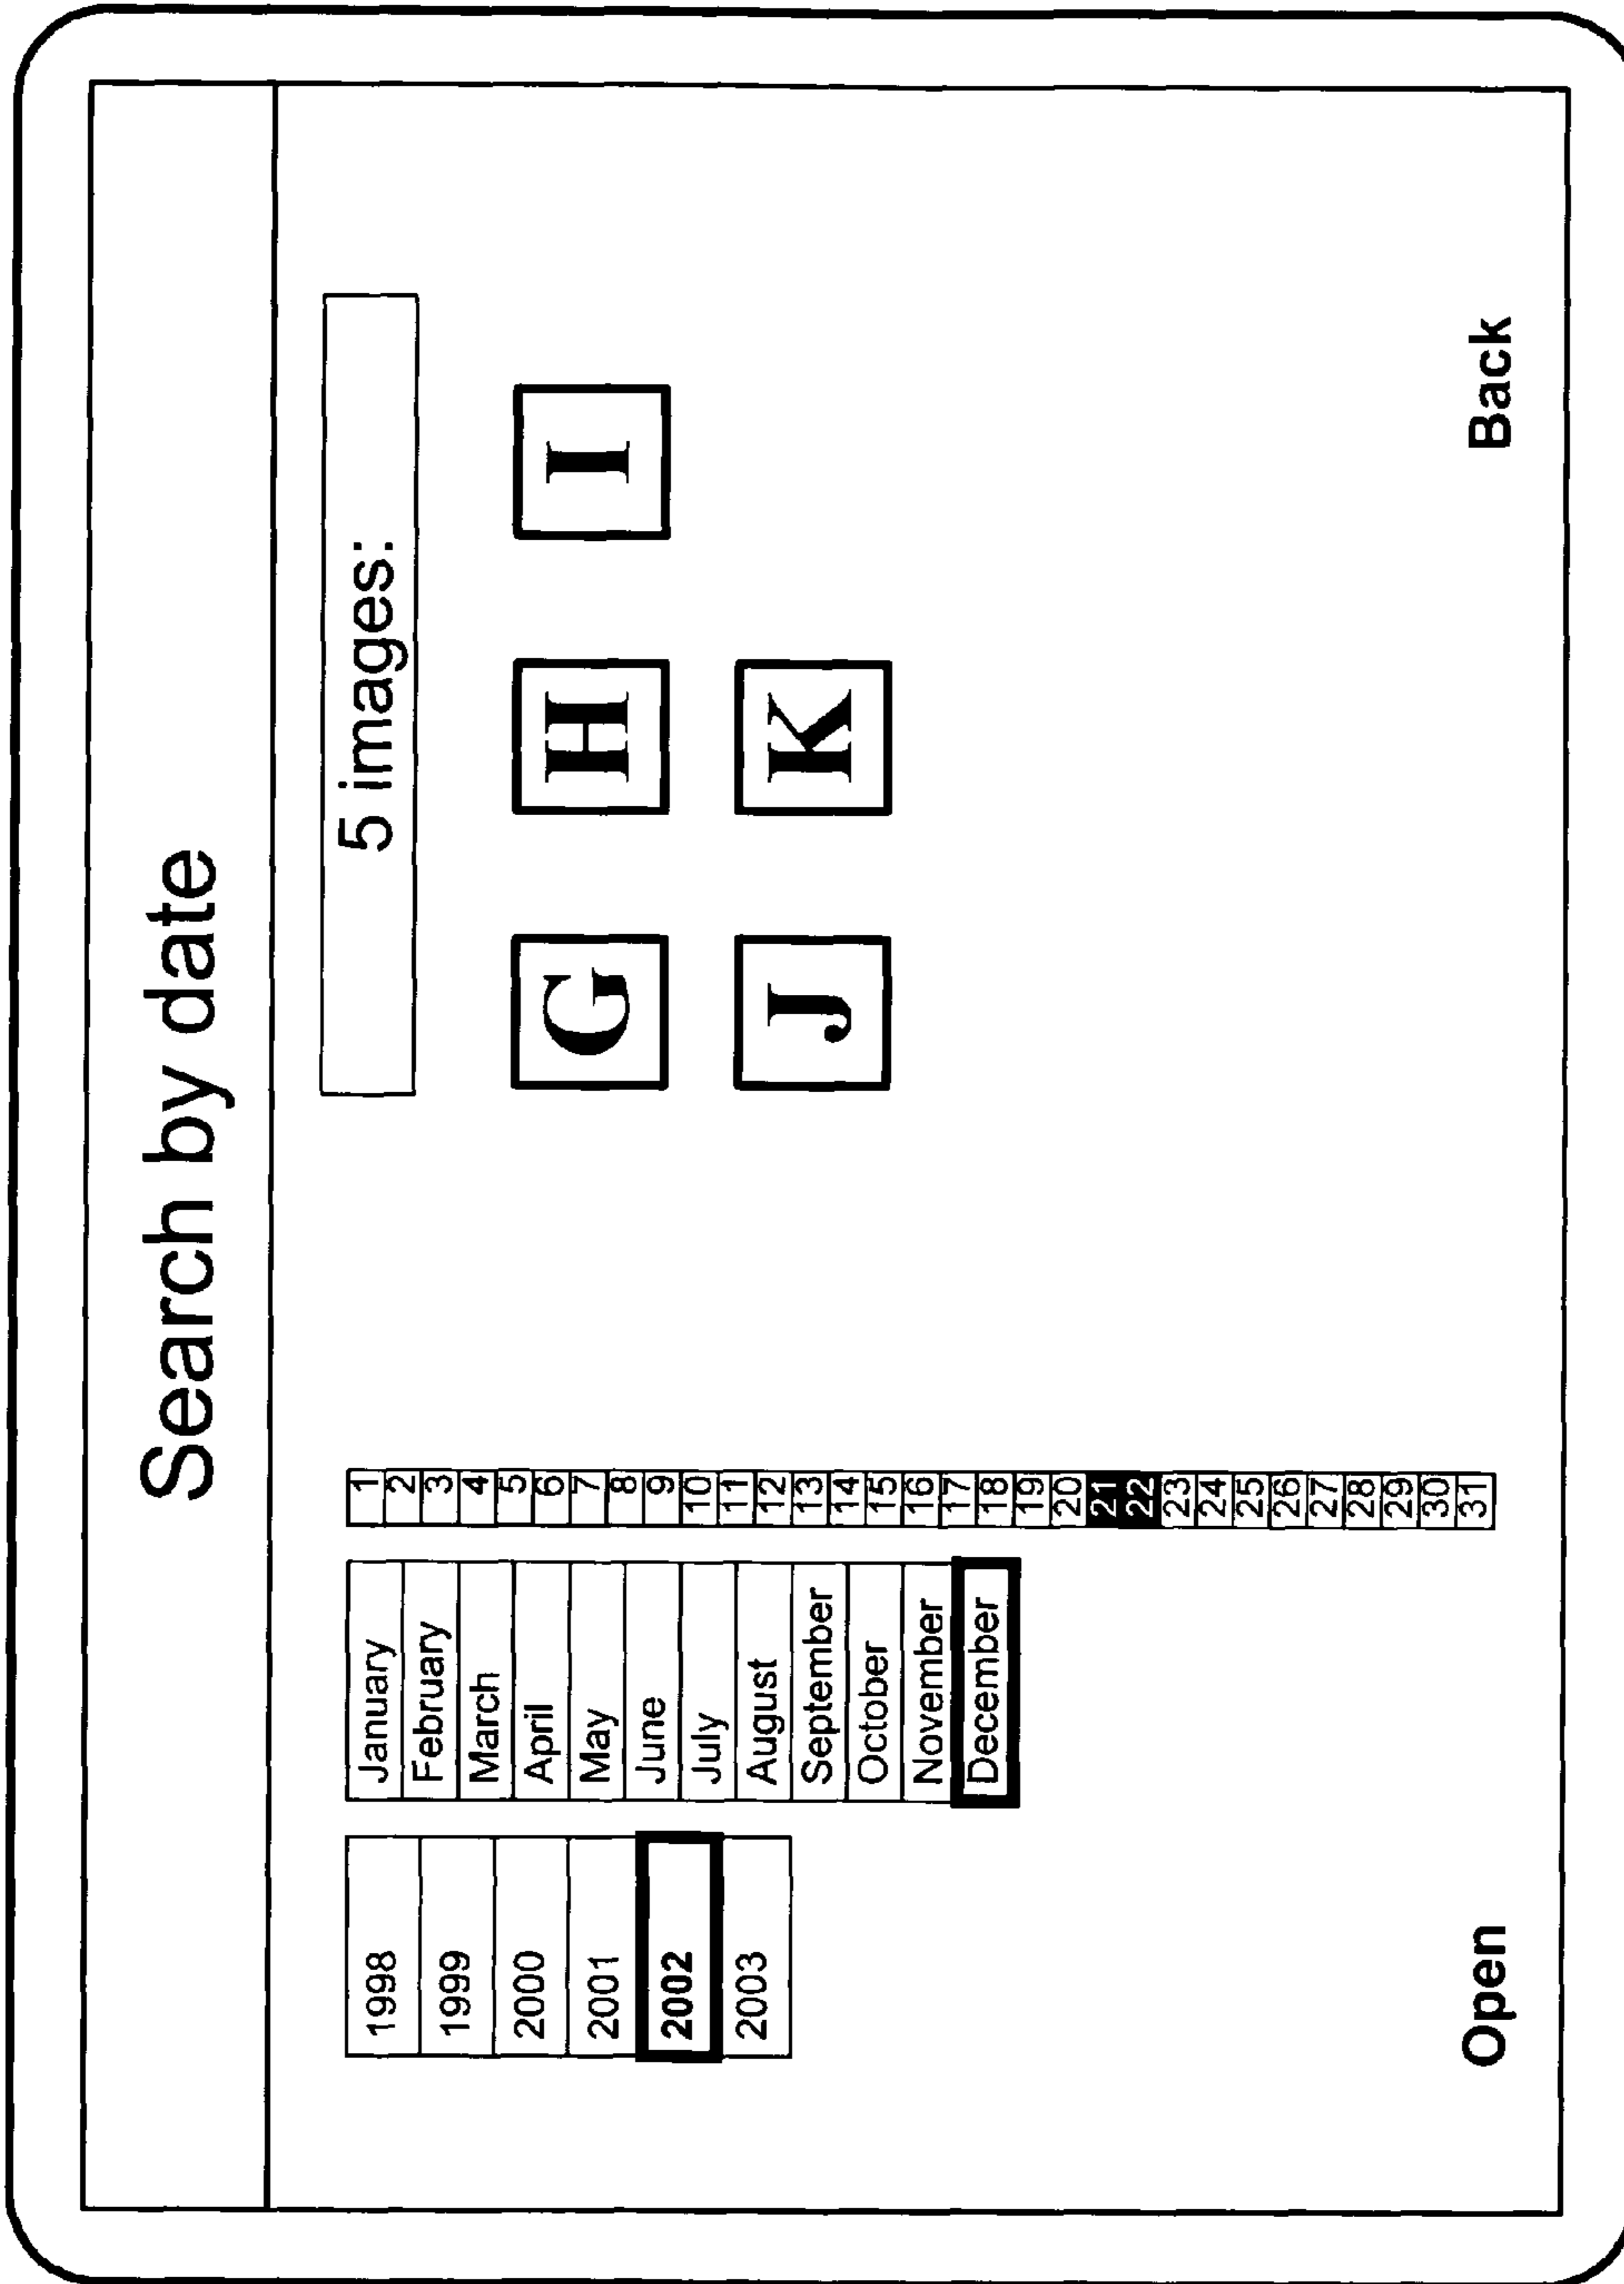 Search by date
1998
1999
2000
2001
2002
2003
January
February
March
April
May
June
July
August
September
October
November
December
1
2
3
4
5
6
7
8
9
10
11
12
13
14
15
16
17
18
19
20
21
22
23
24
25
26
27
28
29
30
31
5 images:
G H I
J K
Open Back